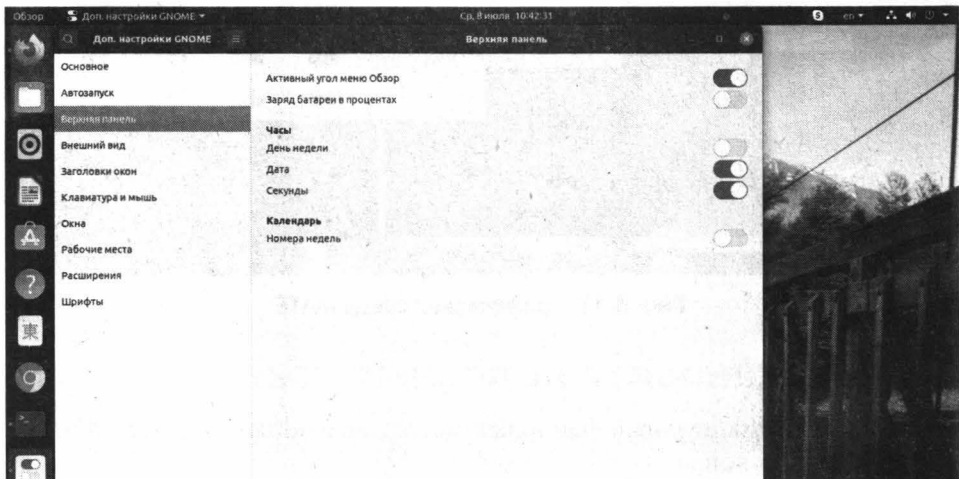 Обзор
Доп. настройки GNOME
Ср, 8 июля 10:42:31
en
Доп. настройки GNOME
Верхняя панель
Основное
Автозапуск
Верхняя панель
Внешний вид
Заголовки окон
Клавиатура и мышь
Окна
Рабочие места
Расширения
Шрифты
Активный угол меню Обзор
Заряд батареи в процентах
Часы
День недели
Дата
Секунды
Календарь
Номера недель
東